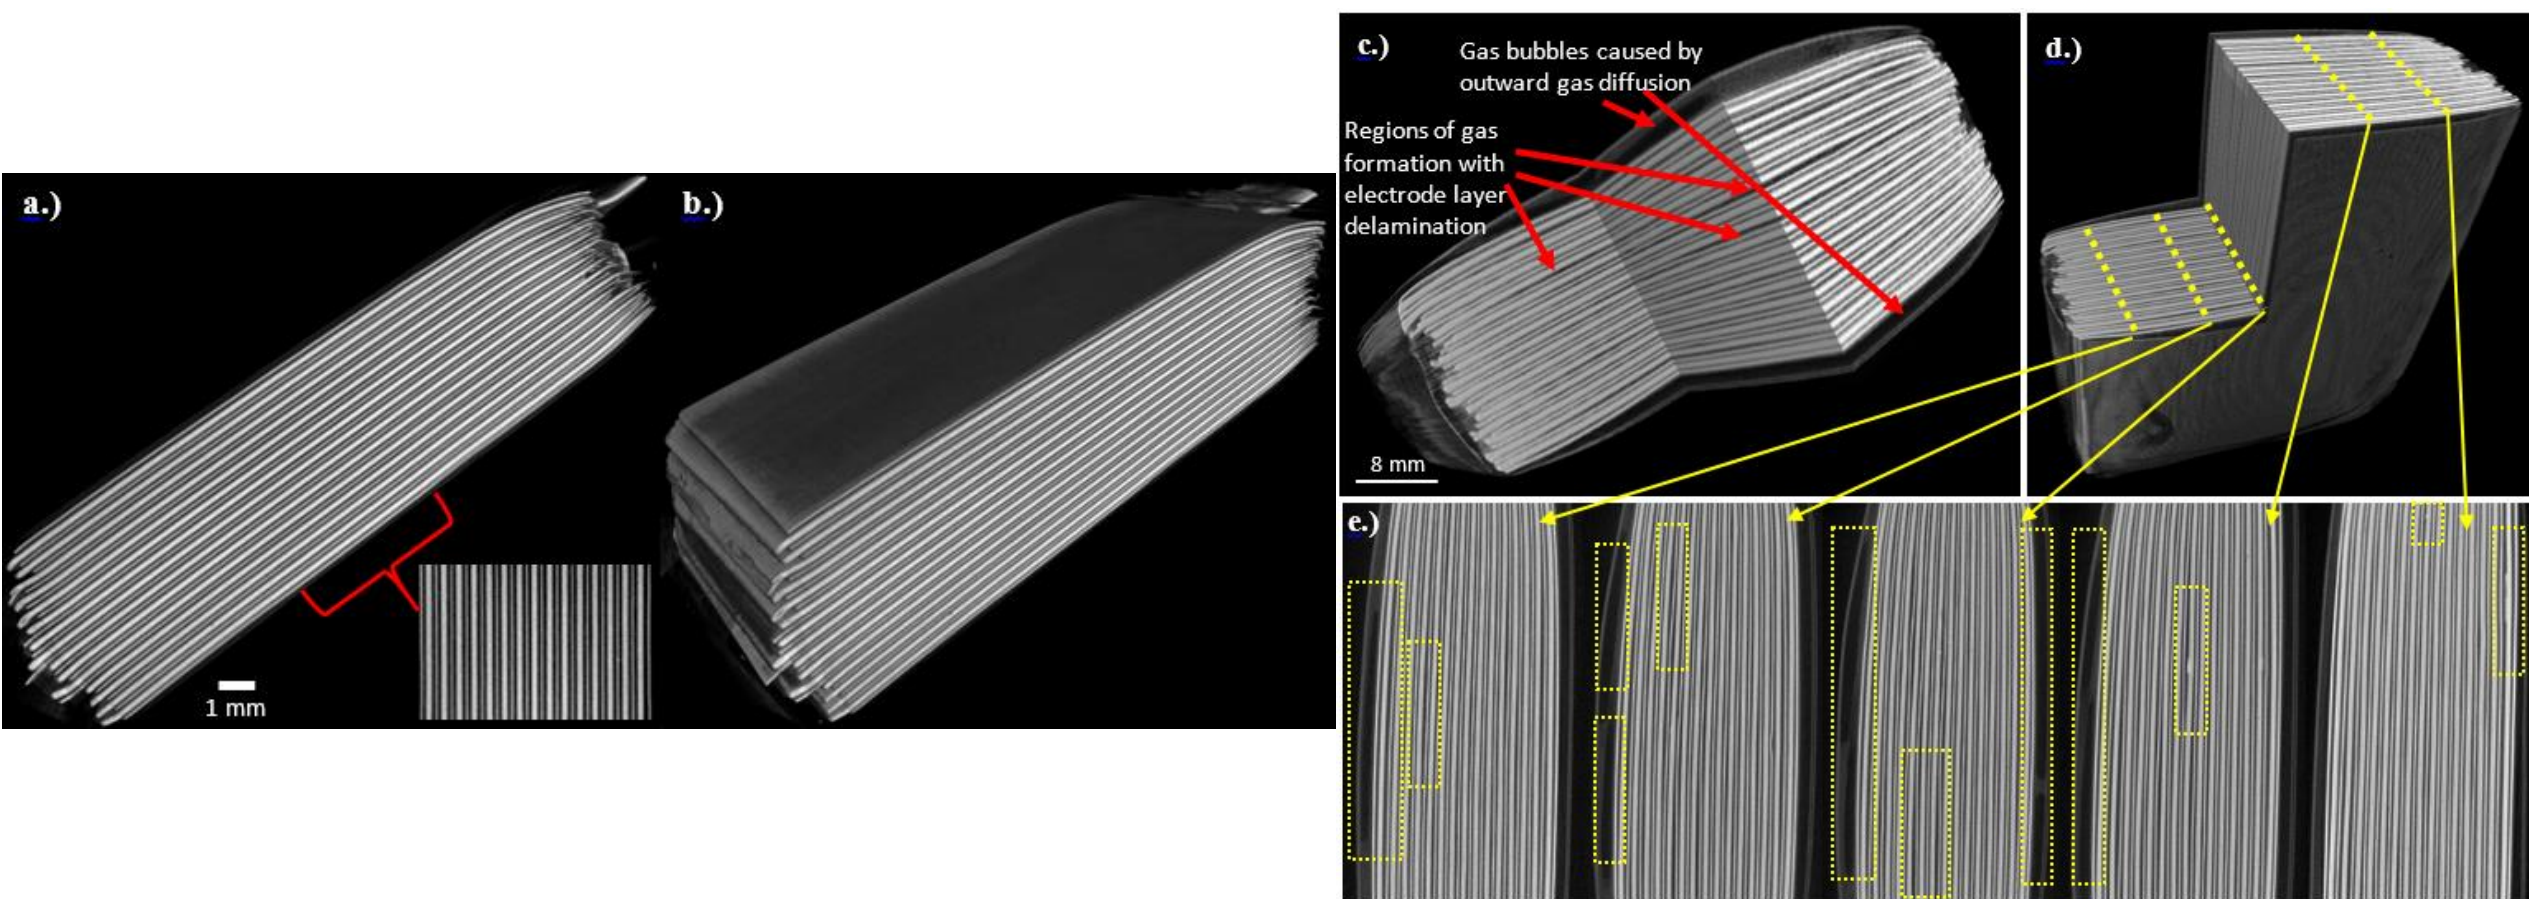 a.)
1 mm
b.)
c.)
Gas bubbles caused by
outward gas diffusion
Regions of gas
formation with
electrode layer
delamination
8 mm
d.)
e.)